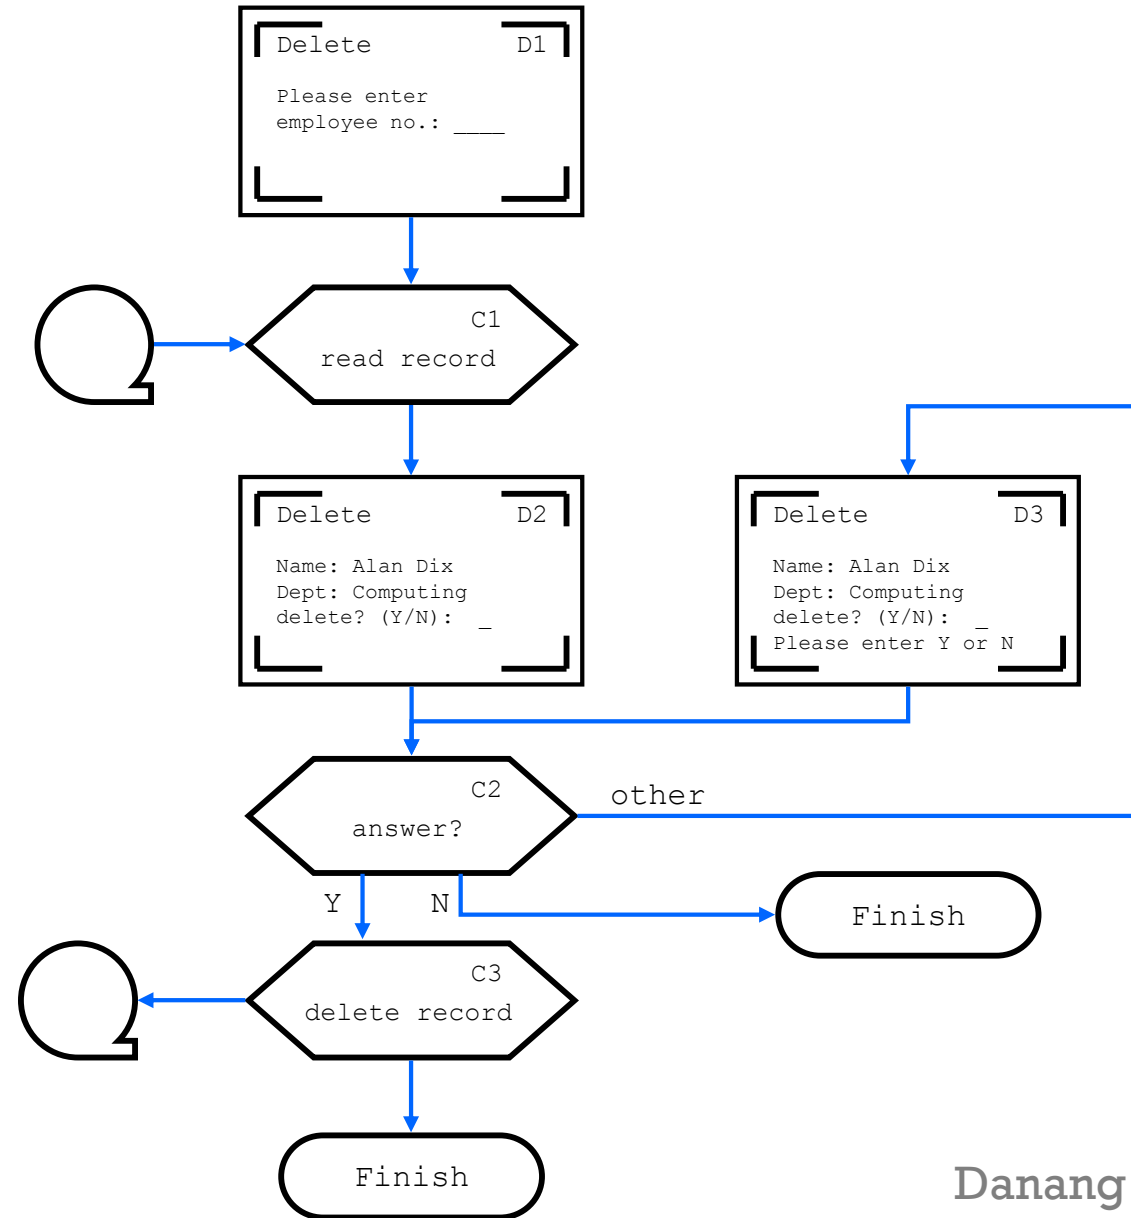 Delete D1
Please enter
employee no.: ____
C1
read record
Delete D2
Name: Alan Dix
Dept: Computing
delete? (Y/N): _
Delete D3
Name: Alan Dix
Dept: Computing
delete? (Y/N): _
Please enter Y or N
C2
answer?
other
Y N
Finish
C3
delete record
Finish
Danang